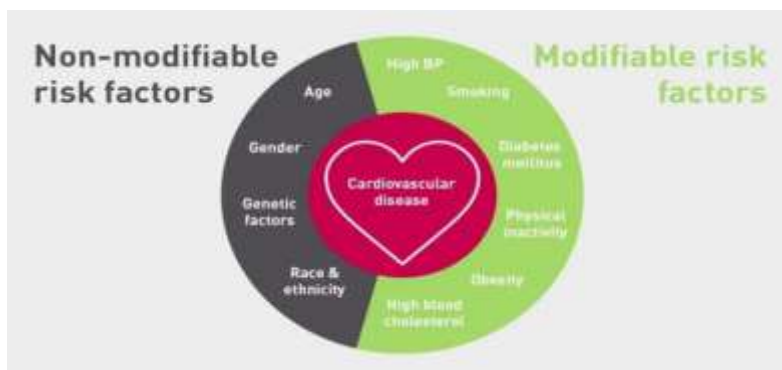 Non-modifiable
risk factors
Modifiable risk
factors
Age
Gender
Genetic
factors
Race &
ethnicity
High BP
Smoking
Diabetes
mellitus
Physical
inactivity
Obesity
High blood
cholesterol
Cardiovascular
disease